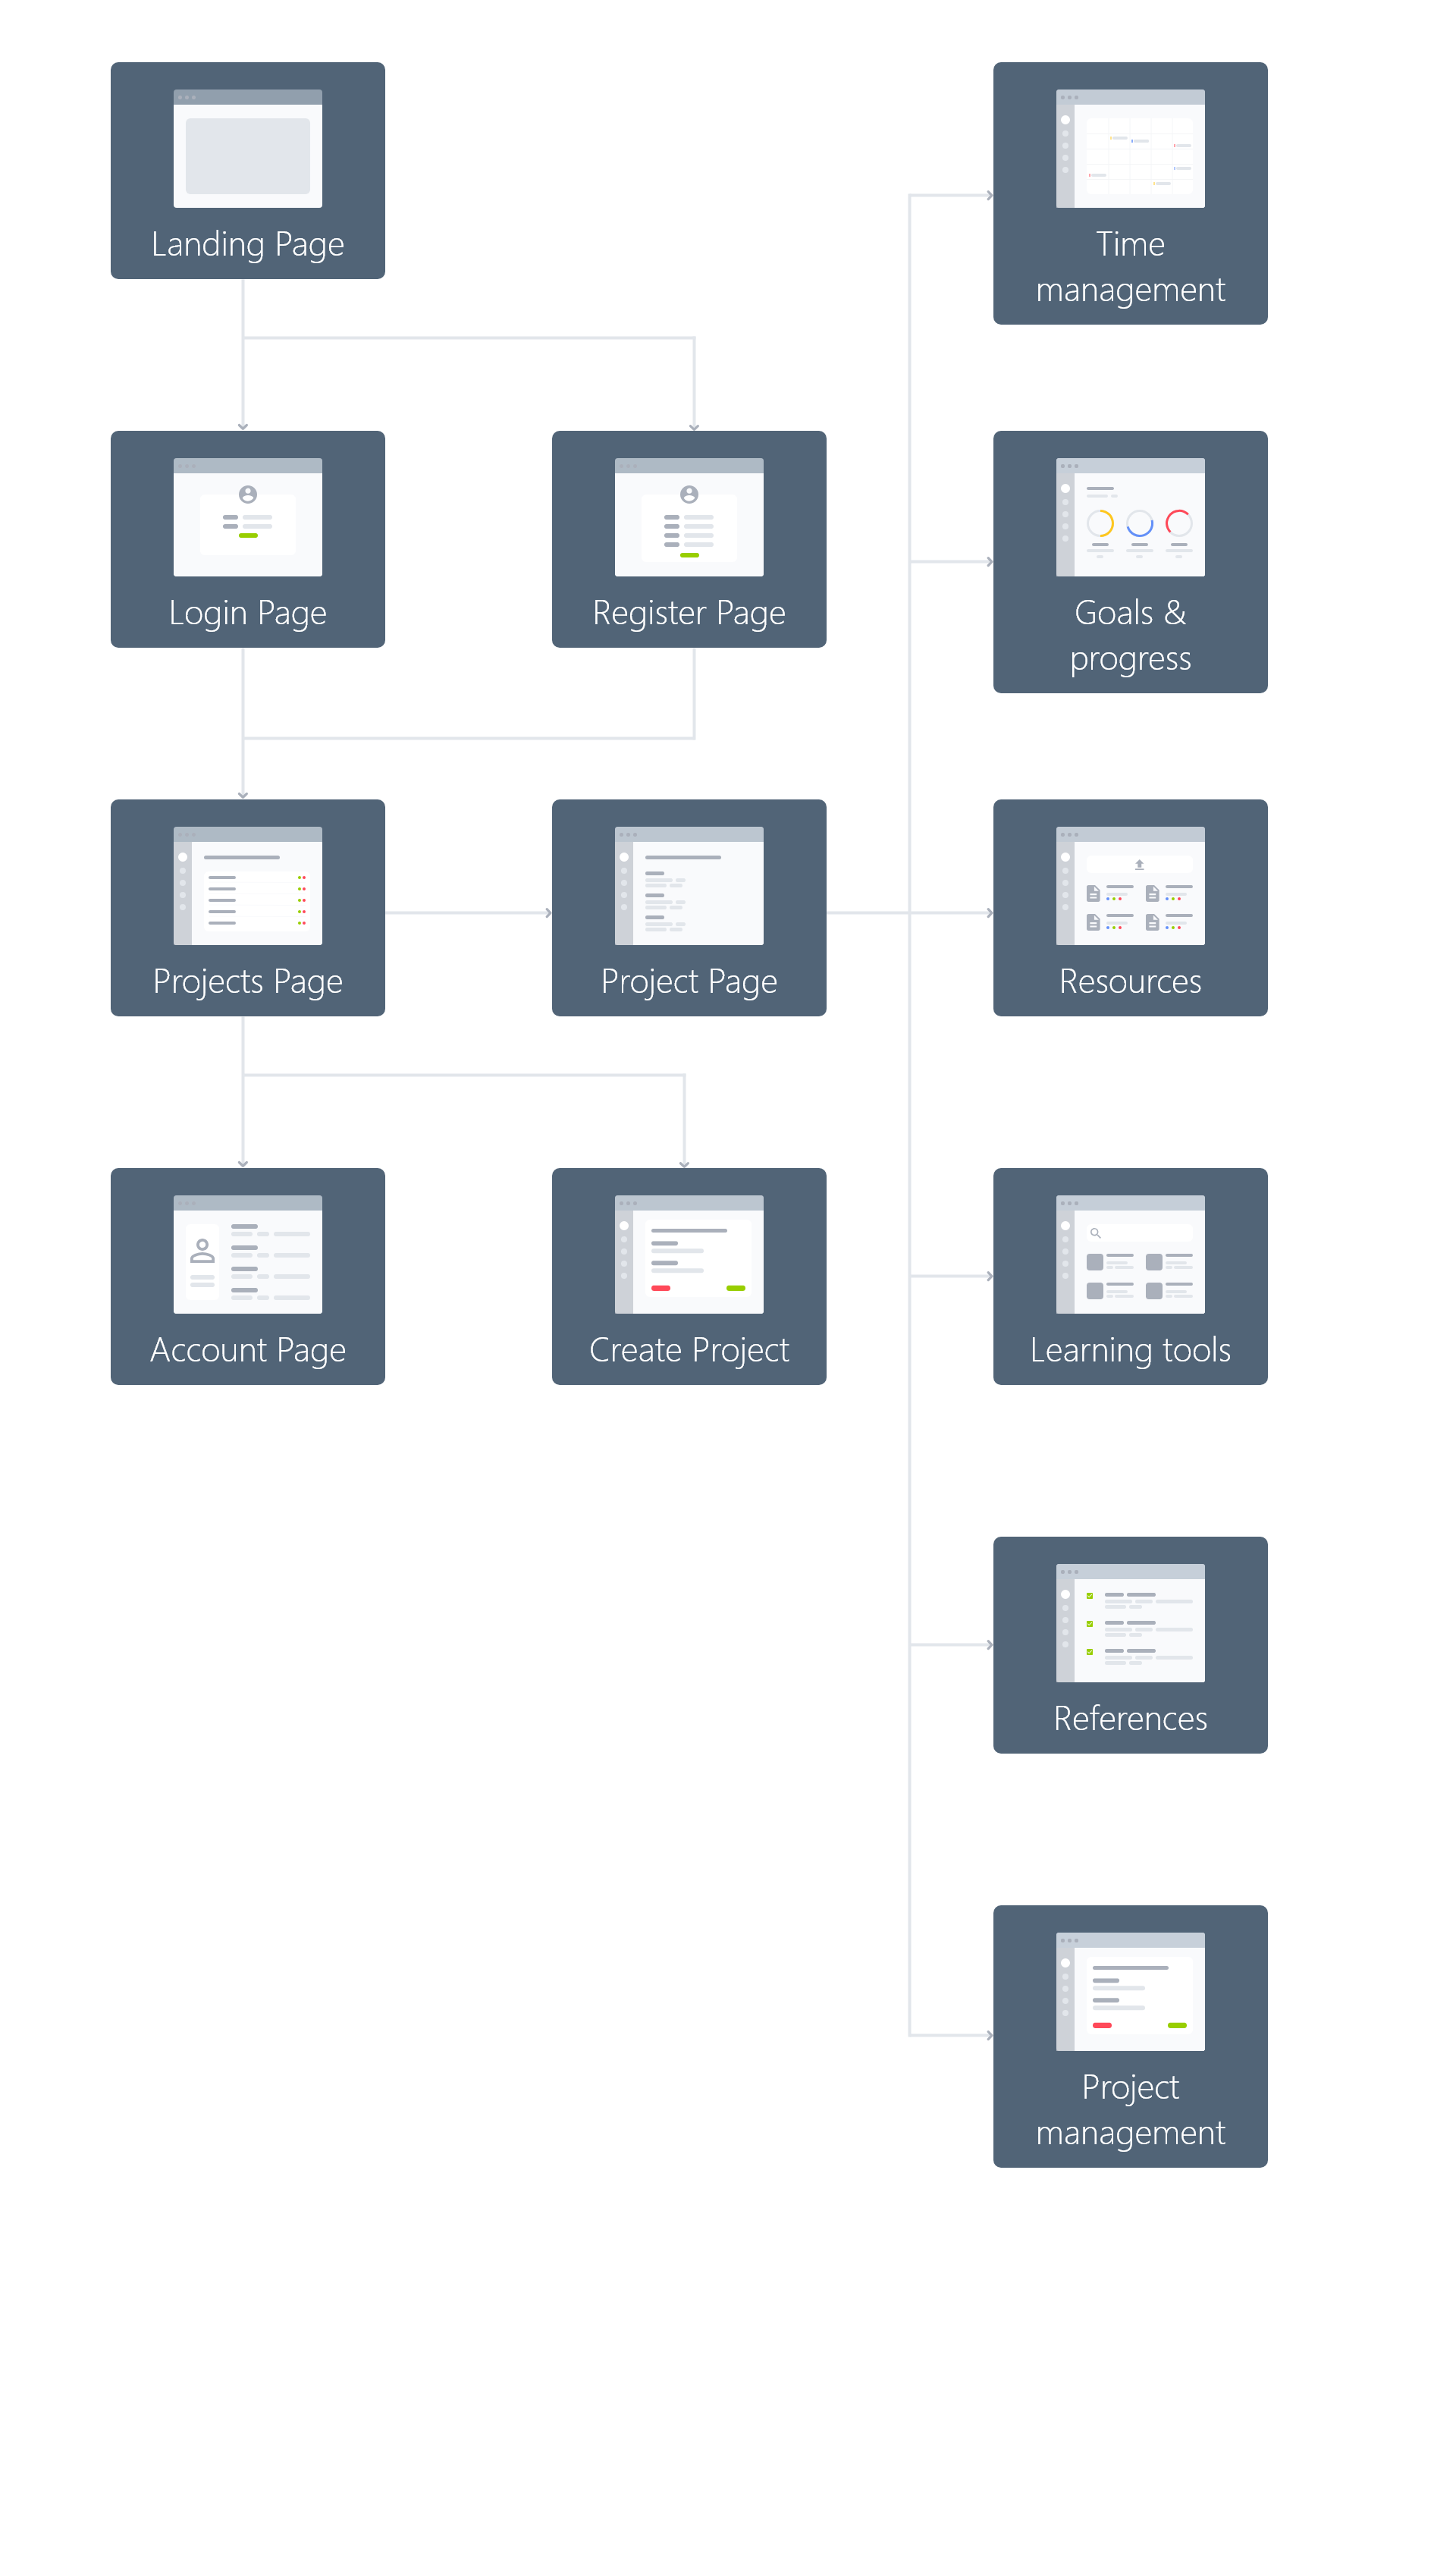 Landing Page
Time
management
Login Page
Register Page
Goals &
progress
Projects Page
Project Page
Resources
Account Page
Create Project
Learning tools
References
Project
management